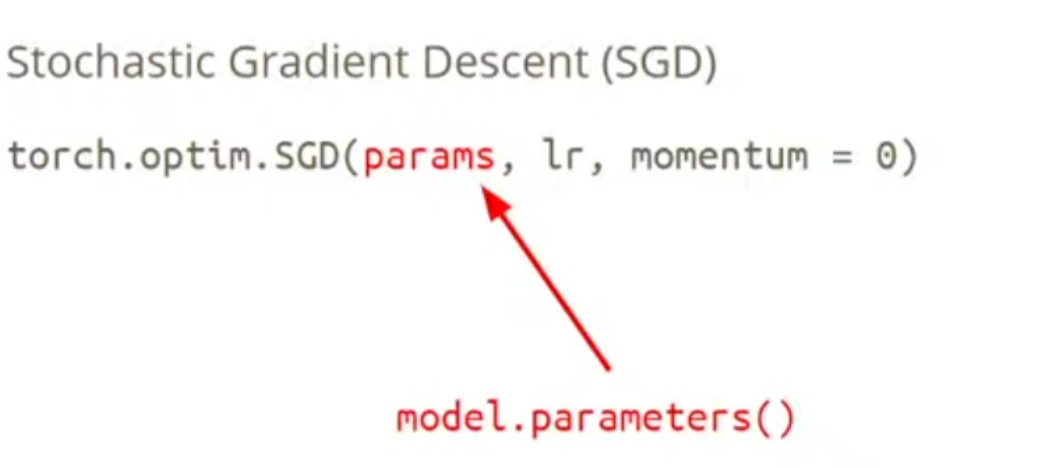 Stochastic Gradient Descent (SGD)
torch.optim.SGD(params, lr, momentum = 0)
model.parameters()